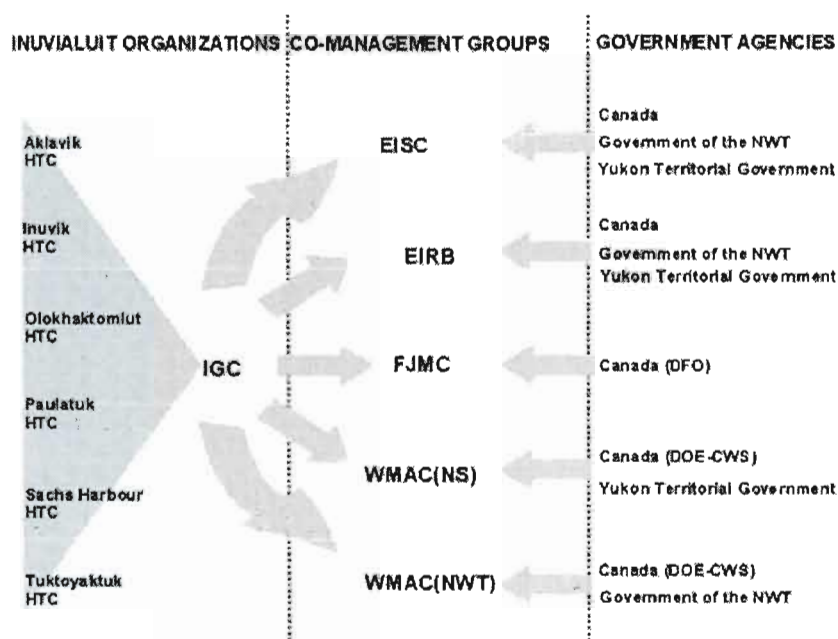 INUVIALUIT ORGANIZATIONS CO-MANAGEMENT GROUPS GOVERNMENT AGENCIES
Aklavik
HTC
Inuvik
HTC
Olokhaktomiut
HTC
Paulatuk
HTC
Sachs Harbour
HTC
Tuktoyaktuk
HTC
IGC
EISC
EIRB
FJMC
WMAC(NS)
WMAC(NWT)
Canada
Government of the NWT
Yukon Territorial Government
Canada
Government of the NWT
Yukon Territorial Government
Canada (DFO)
Canada (DOE-CWS)
Yukon Territorial Government
Canada (DOE-CWS)
Government of the NWT